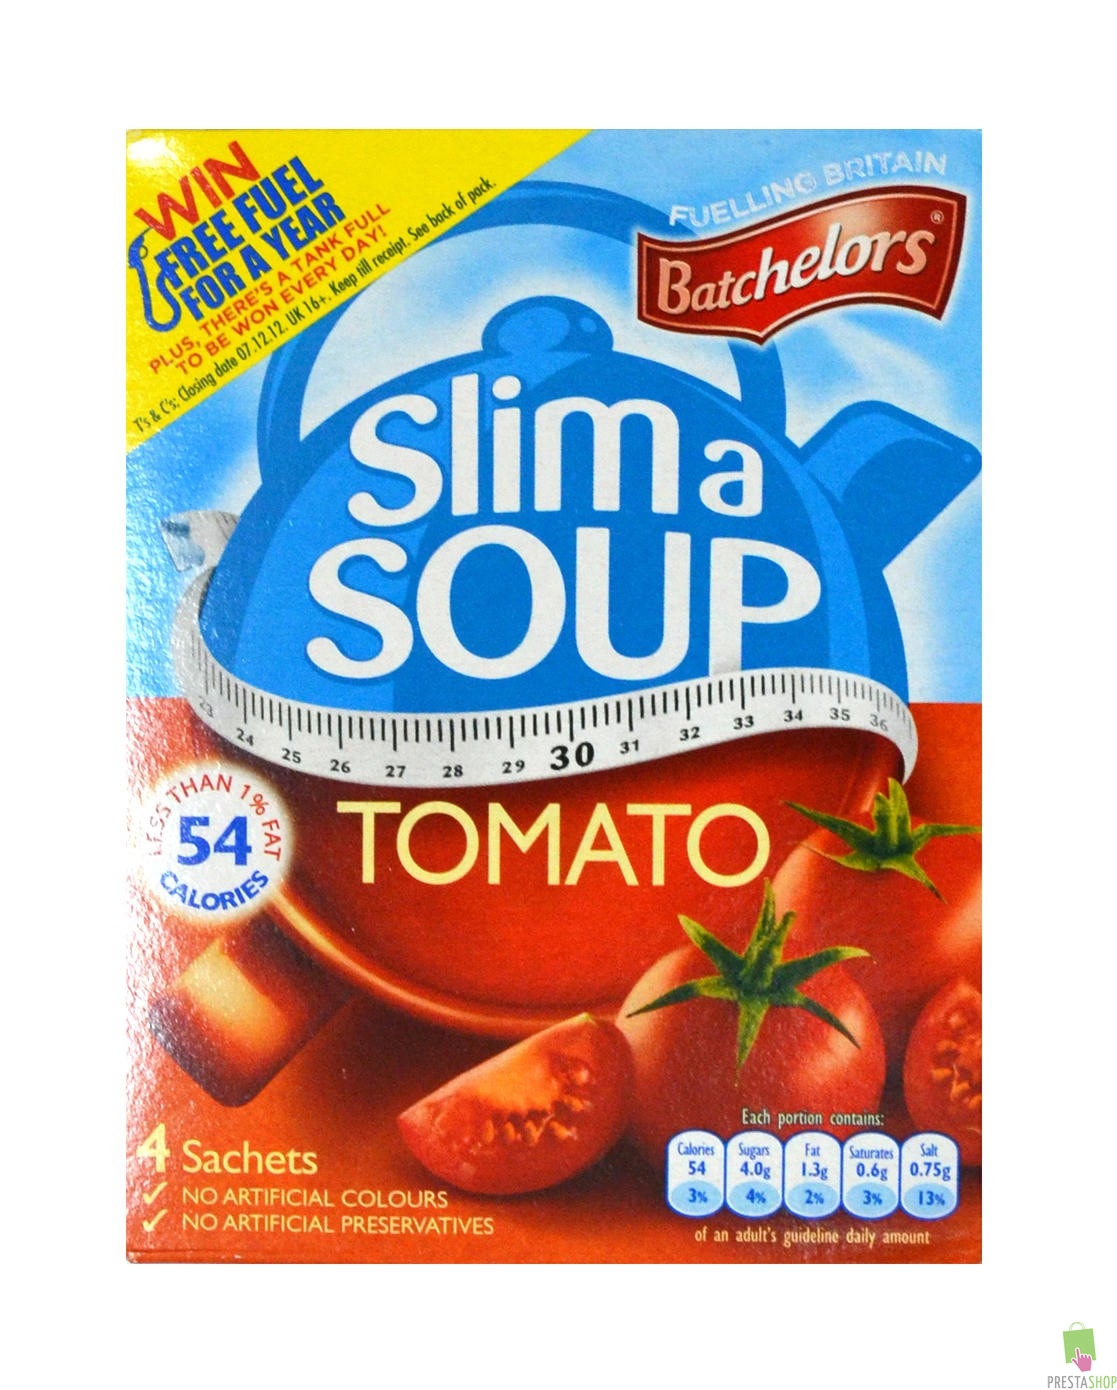 WIN
FREE FUEL
FOR A YEAR
PLUS, THERE'S A TANK FULL
TO BE WON EVERY DAY!
T's & C's: Closing date 07.12.12. UK 16+. Keep till receipt. See back of pack.
FUELLING BRITAIN
Batchelors®
Slim a
SOUP
23 24 25 26 27 28 29 30 31 32 33 34 35 36
TOMATO
LESS THAN 1% FAT
54
CALORIES
4 Sachets
✓ NO ARTIFICIAL COLOURS
✓ NO ARTIFICIAL PRESERVATIVES
Each portion contains:
Calories Sugars Fat Saturates Salt
54 4.0g 1.3g 0.6g 0.75g
3% 4% 2% 3% 13%
of an adult's guideline daily amount
PRESTASHOP